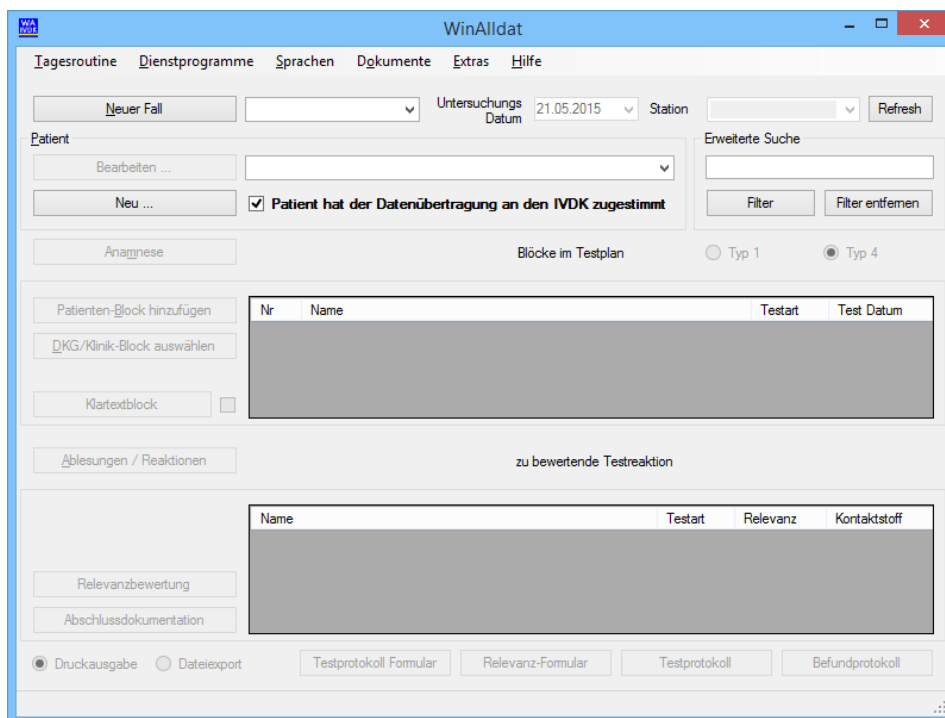 WA
IVDK
WinAlldat
Tagesroutine Dienstprogramme Sprachen Dokumente Extras Hilfe
Neuer Fall Untersuchungs Datum 21.05.2015 Station Refresh
Patient Erweiterte Suche
Bearbeiten ...
Neu ... Patient hat der Datenübertragung an den IVDK zugestimmt Filter Filter entfernen
Anamnese Blöcke im Testplan Typ 1 Typ 4
Patienten-Block hinzufügen Nr Name Testart Test Datum
DKG/Klinik-Block auswählen
Klartextblock
Ablesungen / Reaktionen zu bewertende Testreaktion
Name Testart Relevanz Kontaktstoff
Relevanzbewertung
Abschlussdokumentation
Druckausgabe Dateiexport Testprotokoll Formular Relevanz-Formular Testprotokoll Befundprotokoll